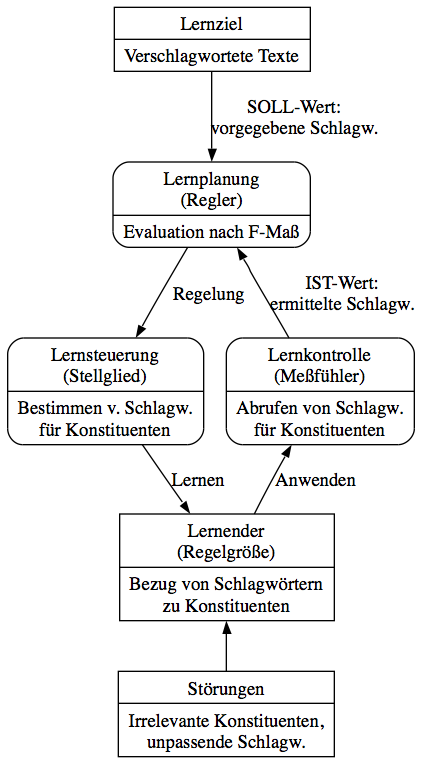 Lernziel
Verschlagwortete Texte
SOLL-Wert:
vorgegebene Schlagw.
Lernplanung
(Regler)
Evaluation nach F-Maß
Regelung
IST-Wert:
ermittelte Schlagw.
Lernsteuerung
(Stellglied)
Bestimmen v. Schlagw.
für Konstituenten
Lernkontrolle
(Meßfühler)
Abrufen von Schlagw.
für Konstituenten
Lernen
Anwenden
Lernender
(Regelgröße)
Bezug von Schlagwörtern
zu Konstituenten
Störungen
Irrelevante Konstituenten,
unpassende Schlagw.